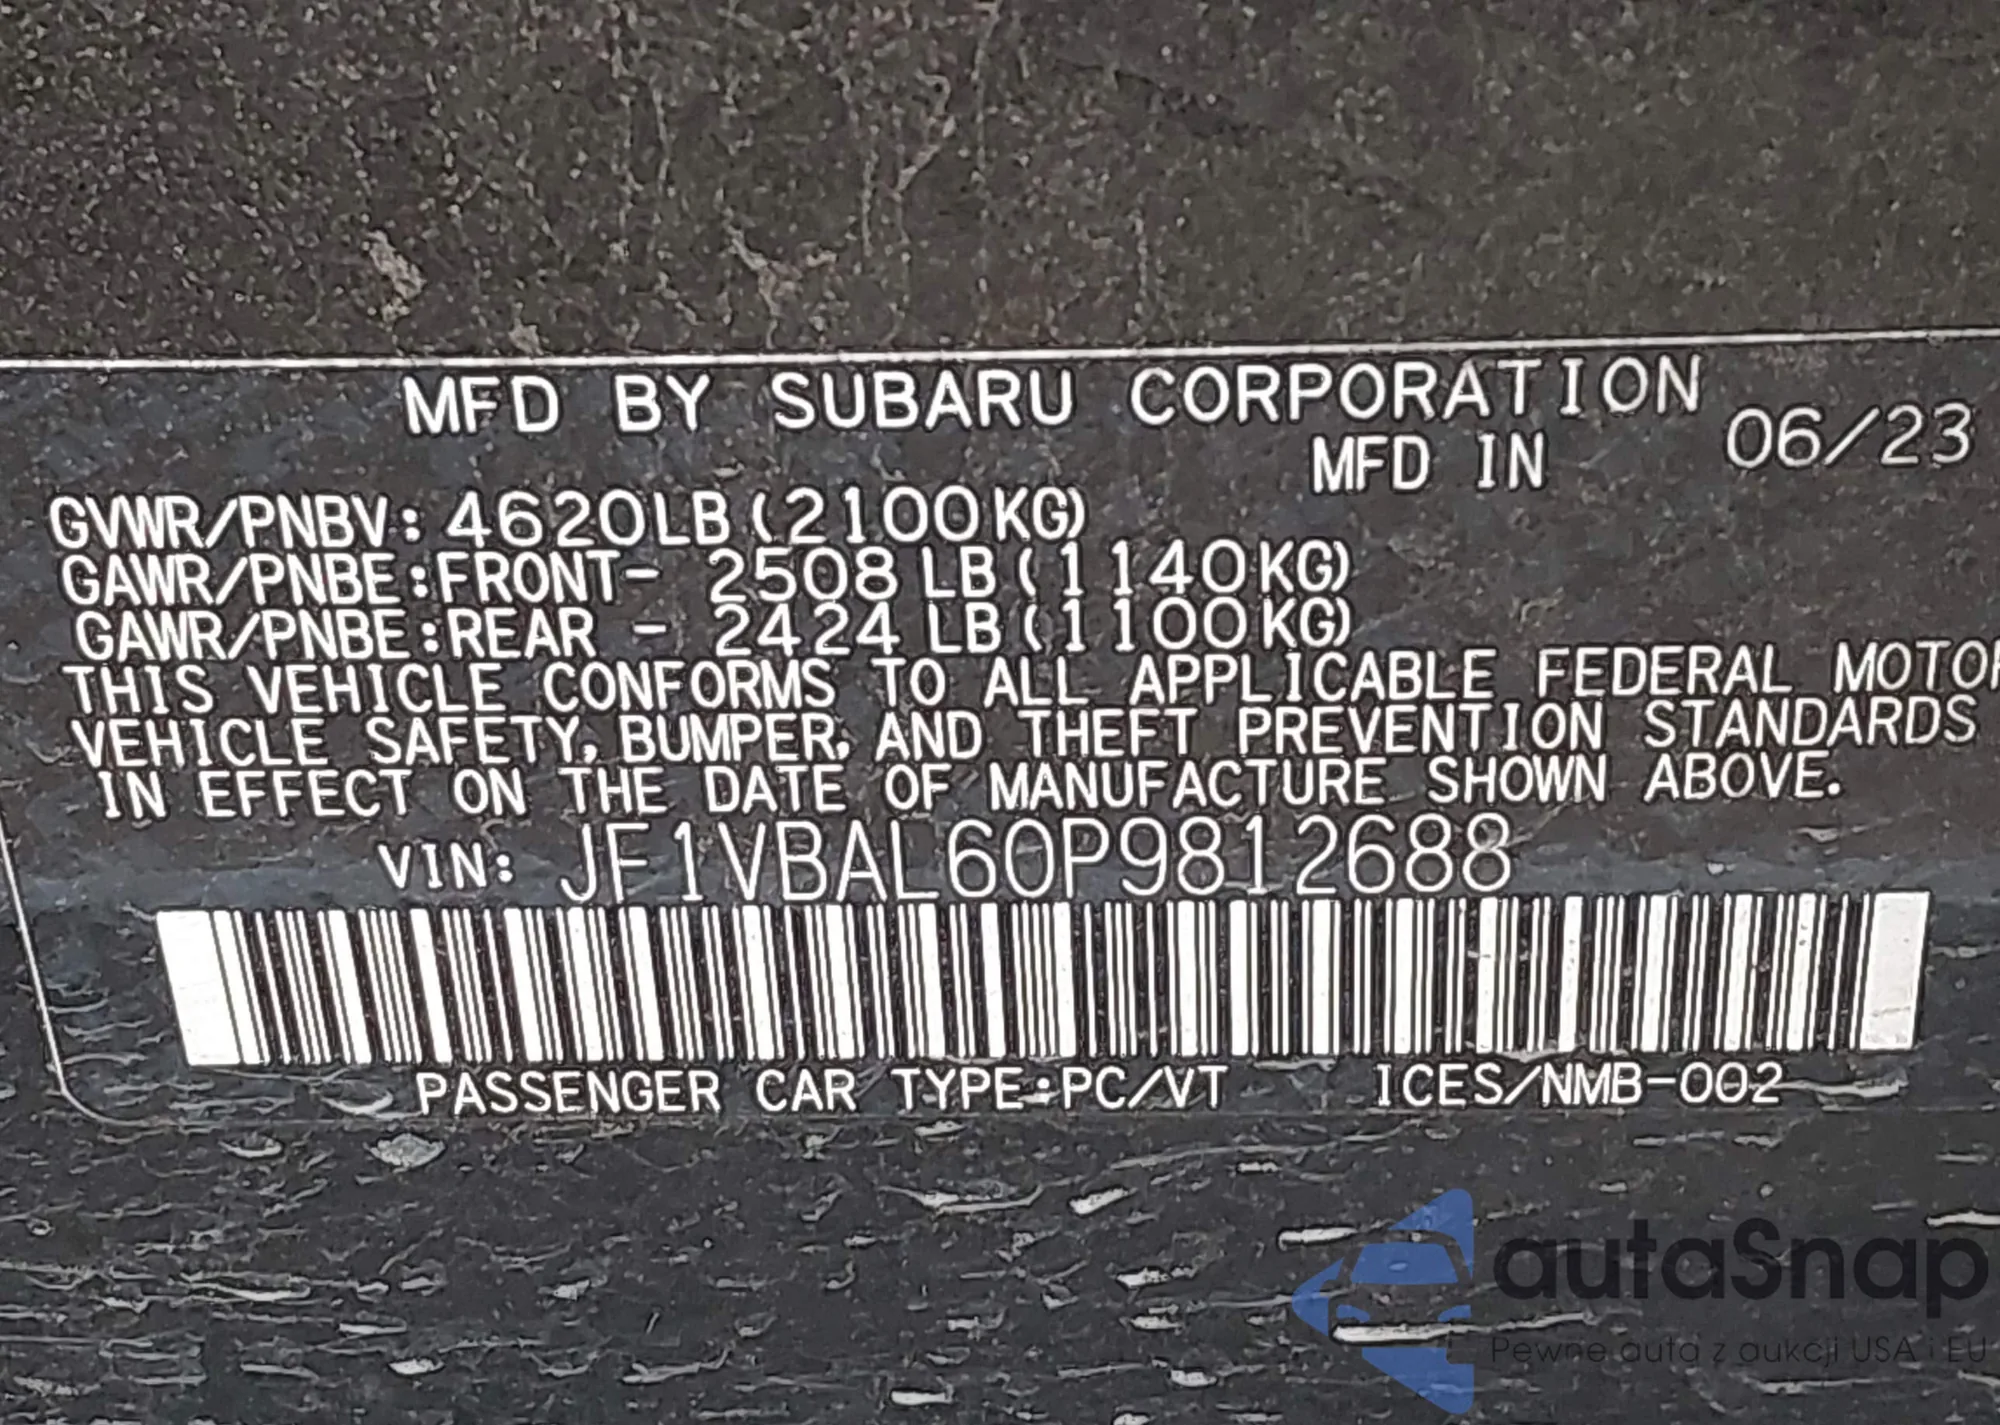 MFD BY SUBARU CORPORATION
MFD IN 06/23
GVWR/PNBV: 4620LB (2100KG)
GAWR/PNBE:FRONT- 2508 LB (1140KG)
GAWR/PNBE:REAR - 2424 LB (1100KG)
THIS VEHICLE CONFORMS TO ALL APPLICABLE FEDERAL MOTOR
VEHICLE SAFETY, BUMPER, AND THEFT PREVENTION STANDARDS
IN EFFECT ON THE DATE OF MANUFACTURE SHOWN ABOVE.
VIN: JF1VBAL60P9812688
PASSENGER CAR TYPE:PC/VT ICES/NMB-002
autaSnap
Pewne auta z aukcji USA i EU